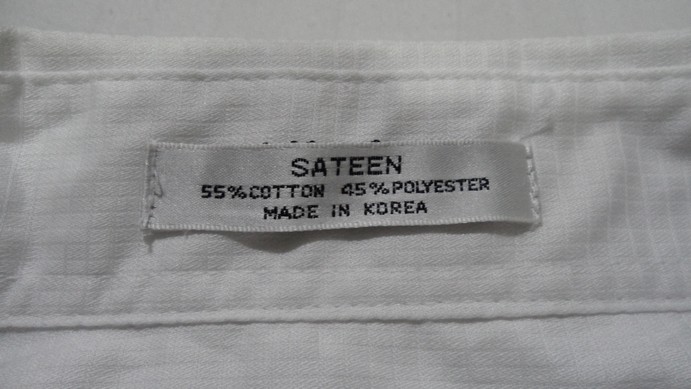 SATEEN
55%COTTON 45%POLYESTER
MADE IN KOREA